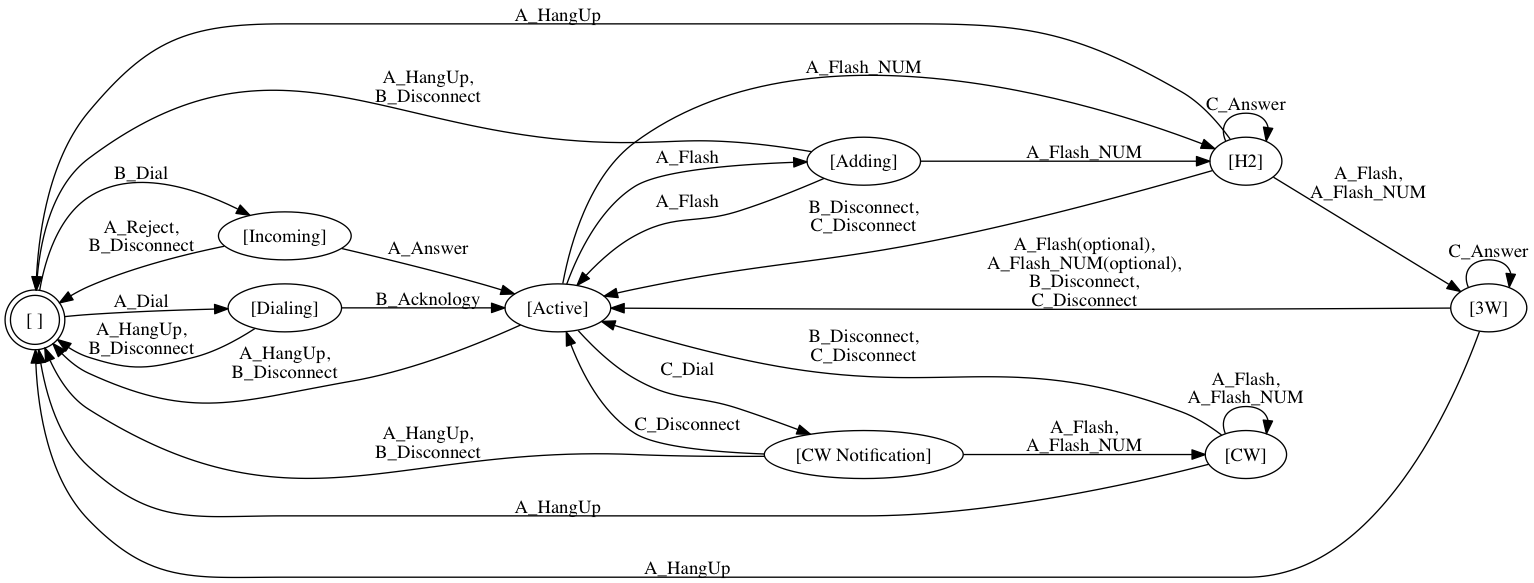 A_HangUp
A_HangUp,
B_Disconnect
A_Flash_NUM
C_Answer
[Adding]
A_Flash_NUM
[H2]
A_Flash
A_Flash
B_Dial
A_Flash,
A_Flash_NUM
B_Disconnect,
C_Disconnect
A_Reject,
B_Disconnect
[Incoming]
A_Answer
A_Flash(optional),
A_Flash_NUM(optional),
B_Disconnect,
C_Disconnect
C_Answer
[ ]
A_Dial
[Dialing]
B_Acknology
[Active]
[3W]
A_HangUp,
B_Disconnect
A_HangUp,
B_Disconnect
B_Disconnect,
C_Disconnect
C_Dial
A_Flash,
A_Flash_NUM
C_Disconnect
A_HangUp,
B_Disconnect
[CW Notification]
A_Flash,
A_Flash_NUM
[CW]
A_HangUp
A_HangUp